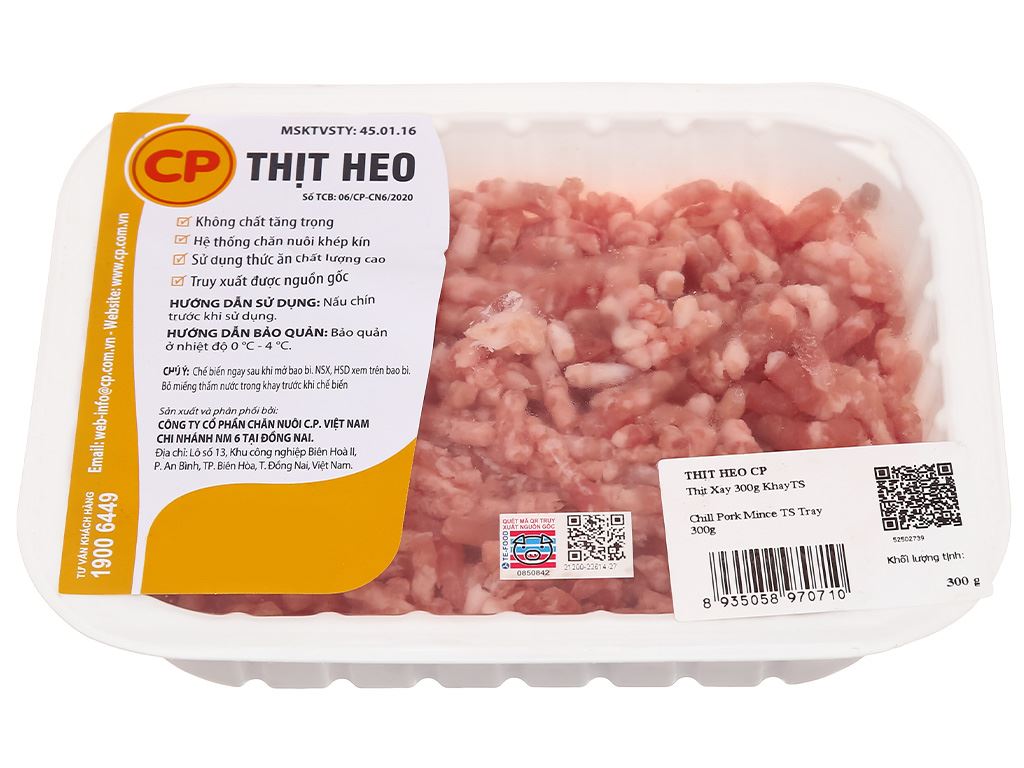 MSKTVSTY: 45.01.16
CP THỊT HEO
Số TCB: 06/CP-CN6/2020
Không chất tăng trọng
Hệ thống chăn nuôi khép kín
Sử dụng thức ăn chất lượng cao
Truy xuất được nguồn gốc
HƯỚNG DẪN SỬ DỤNG: Nấu chín
trước khi sử dụng.
HƯỚNG DẪN BẢO QUẢN: Bảo quản
ở nhiệt độ 0 °C - 4 °C.
CHÚ Ý: Chế biến ngay sau khi mở bao bì. NSX, HSD xem trên bao bì.
Bỏ miếng thấm nước trong khay trước khi chế biến
Sản xuất và phân phối bởi:
CÔNG TY CỔ PHẦN CHĂN NUÔI C.P. VIỆT NAM
CHI NHÁNH NM 6 TẠI ĐỒNG NAI.
Địa chỉ: Lô số 13, Khu công nghiệp Biên Hoà II,
P. An Bình, TP. Biên Hòa, T. Đồng Nai, Việt Nam.
Email: web-info@cp.com.vn - Website: www.cp.com.vn
TƯ VẤN KHÁCH HÀNG
1900 6449
QUÉT MÃ QR TRUY
XUẤT NGUỒN GỐC
TE-FOOD
0850842
21200-22614-27
THỊT HEO CP
Thịt Xay 300g KhayTS
Chill Pork Mince TS Tray
300g
8 935058 970710
52502739
Khối lượng tịnh:
300 g